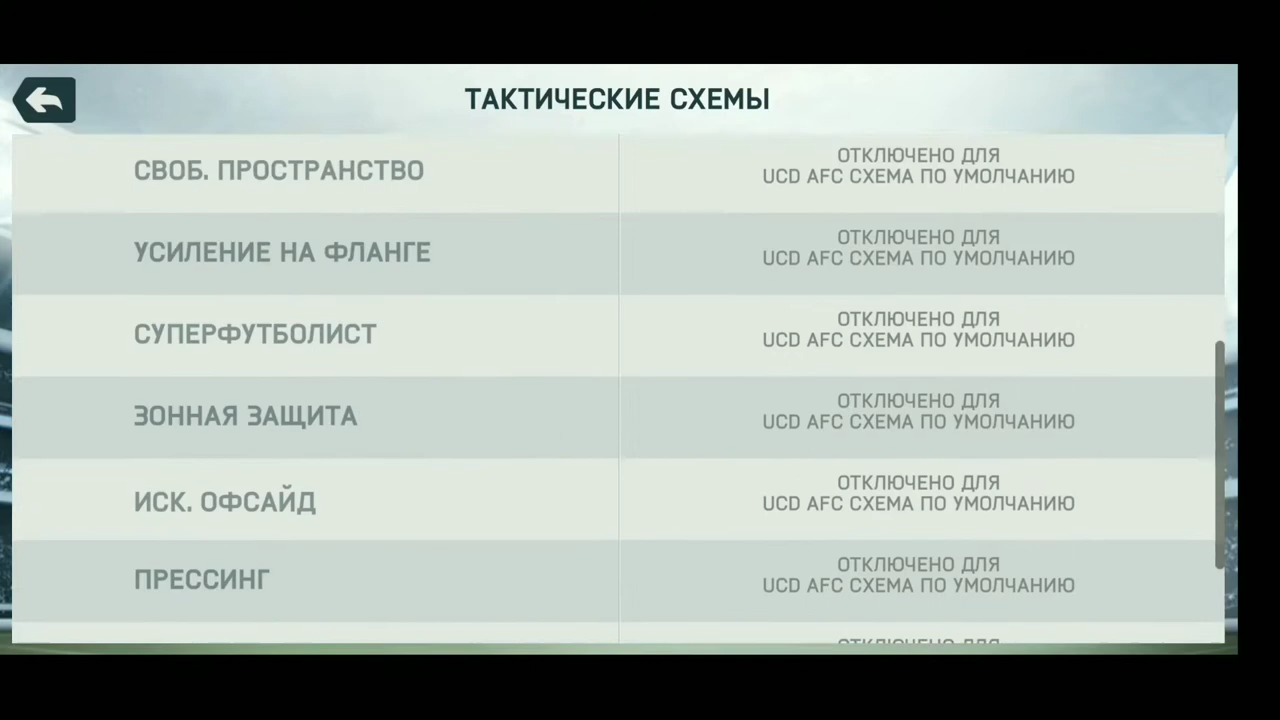 ТАКТИЧЕСКИЕ СХЕМЫ
СВОБ. ПРОСТРАНСТВО
ОТКЛЮЧЕНО ДЛЯ
UCD AFC СХЕМА ПО УМОЛЧАНИЮ
УСИЛЕНИЕ НА ФЛАНГЕ
ОТКЛЮЧЕНО ДЛЯ
UCD AFC СХЕМА ПО УМОЛЧАНИЮ
СУПЕРФУТБОЛИСТ
ОТКЛЮЧЕНО ДЛЯ
UCD AFC СХЕМА ПО УМОЛЧАНИЮ
ЗОННАЯ ЗАЩИТА
ОТКЛЮЧЕНО ДЛЯ
UCD AFC СХЕМА ПО УМОЛЧАНИЮ
ИСК. ОФСАЙД
ОТКЛЮЧЕНО ДЛЯ
UCD AFC СХЕМА ПО УМОЛЧАНИЮ
ПРЕССИНГ
ОТКЛЮЧЕНО ДЛЯ
UCD AFC СХЕМА ПО УМОЛЧАНИЮ
ОТКЛЮЧЕНО ДЛЯ